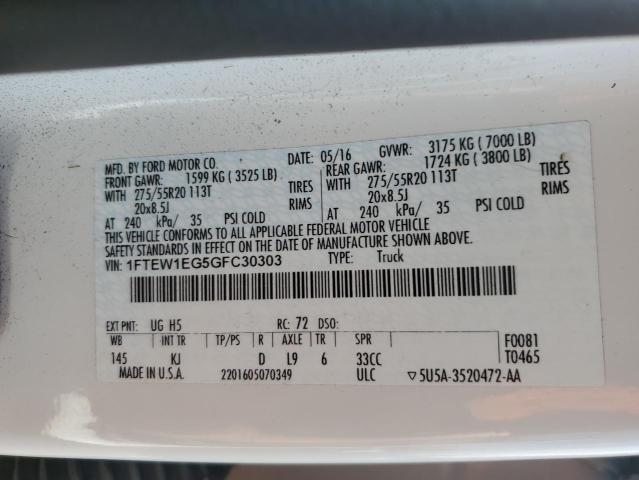 MFD. BY FORD MOTOR CO. DATE: 05/16 GVWR: 3175 KG ( 7000 LB)
FRONT GAWR: 1599 KG ( 3525 LB) REAR GAWR: 1724 KG ( 3800 LB)
WITH 275/55R20 113T TIRES WITH 275/55R20 113T TIRES
20x8.5J RIMS 20x8.5J RIMS
AT 240 kPa/ 35 PSI COLD AT 240 kPa/ 35 PSI COLD
THIS VEHICLE CONFORMS TO ALL APPLICABLE FEDERAL MOTOR VEHICLE
SAFETY STANDARDS IN EFFECT ON THE DATE OF MANUFACTURE SHOWN ABOVE.
VIN: 1FTEW1EG5GFC30303 TYPE: Truck
EXT PNT: UG H5 RC: 72 DSO: F0081
WB INT TR TP/PS R AX TR SPR T0465
145 KJ D L9 6 33CC
MADE IN U.S.A. 2201605070349 ULC ▽5U5A-3520472-AA